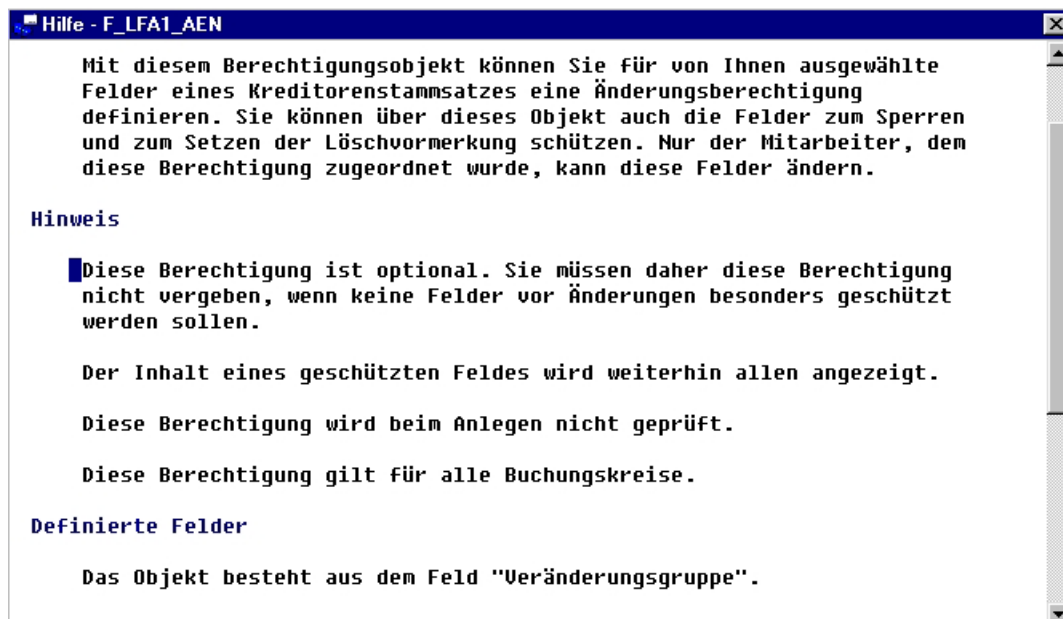 Hilfe - F_LFA1_AEN
Mit diesem Berechtigungsobjekt können Sie für von Ihnen ausgewählte
Felder eines Kreditorenstammsatzes eine Änderungsberechtigung
definieren. Sie können über dieses Objekt auch die Felder zum Sperren
und zum Setzen der Löschvormerkung schützen. Nur der Mitarbeiter, dem
diese Berechtigung zugeordnet wurde, kann diese Felder ändern.
Hinweis
Diese Berechtigung ist optional. Sie müssen daher diese Berechtigung
nicht vergeben, wenn keine Felder vor Änderungen besonders geschützt
werden sollen.
Der Inhalt eines geschützten Feldes wird weiterhin allen angezeigt.
Diese Berechtigung wird beim Anlegen nicht geprüft.
Diese Berechtigung gilt für alle Buchungskreise.
Definierte Felder
Das Objekt besteht aus dem Feld "Veränderungsgruppe".